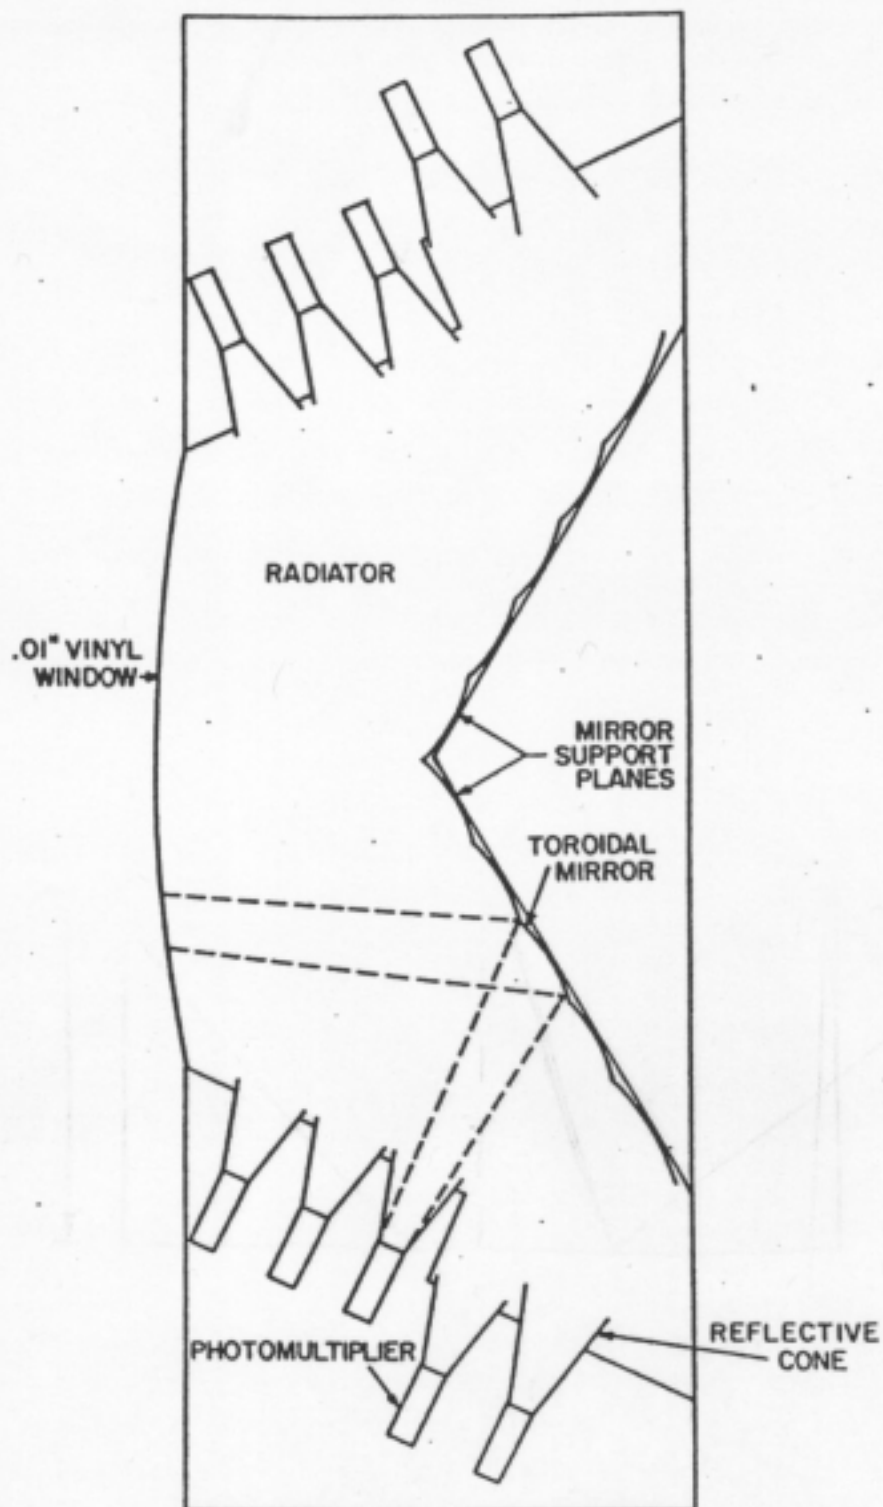 RADIATOR
.01" VINYL
WINDOW
MIRROR
SUPPORT
PLANES
TOROIDAL
MIRROR
PHOTOMULTIPLIER
REFLECTIVE
CONE